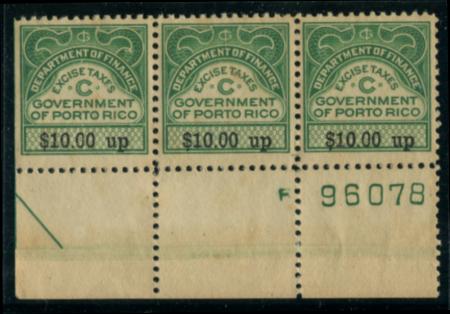 DEPARTMENT OF FINANCE
EXCISE TAXES
C
GOVERNMENT
OF PORTO RICO
$10.00 up
DEPARTMENT OF FINANCE
EXCISE TAXES
C
GOVERNMENT
OF PORTO RICO
$10.00 up
DEPARTMENT OF FINANCE
EXCISE TAXES
C
GOVERNMENT
OF PORTO RICO
$10.00 up
F 96078